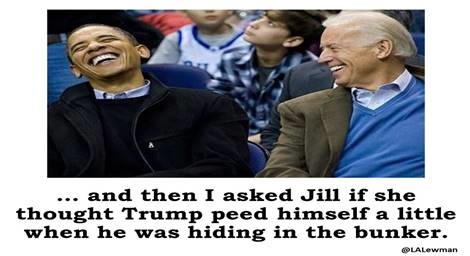 ... and then I asked Jill if she
thought Trump peed himself a little
when he was hiding in the bunker.
@LALewman